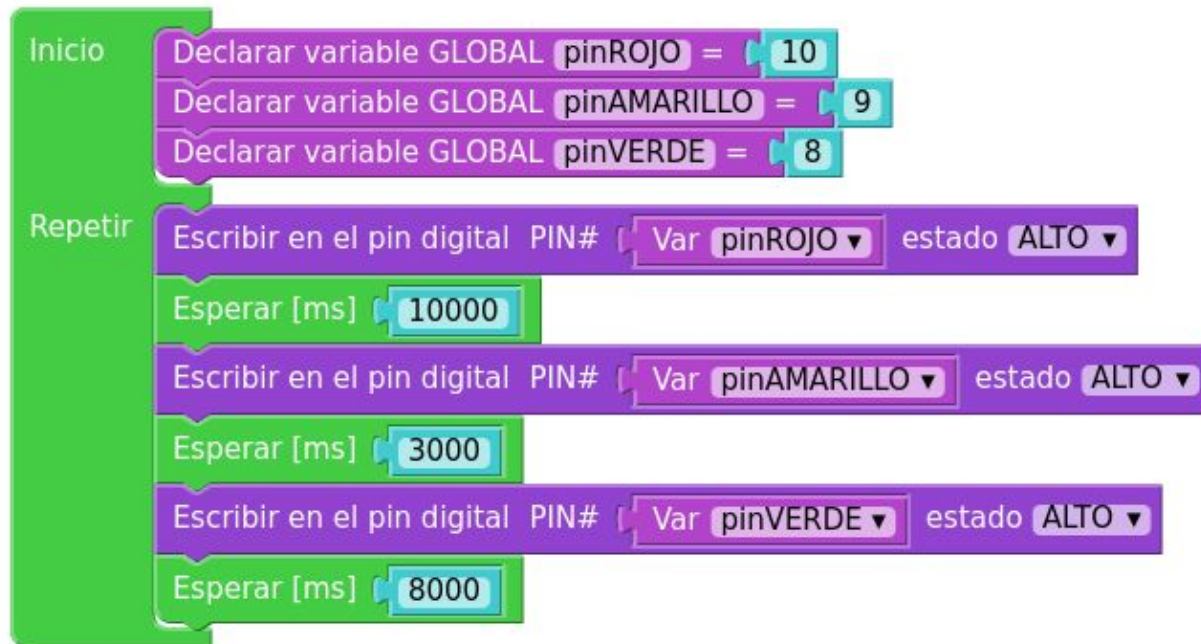 Inicio Declarar variable GLOBAL pinROJO = 10
Declarar variable GLOBAL pinAMARILLO = 9
Declarar variable GLOBAL pinVERDE = 8
Repetir Escribir en el pin digital PIN# Var pinROJO ▾ estado ALTO ▾
Esperar [ms] 10000
Escribir en el pin digital PIN# Var pinAMARILLO ▾ estado ALTO ▾
Esperar [ms] 3000
Escribir en el pin digital PIN# Var pinVERDE ▾ estado ALTO ▾
Esperar [ms] 8000